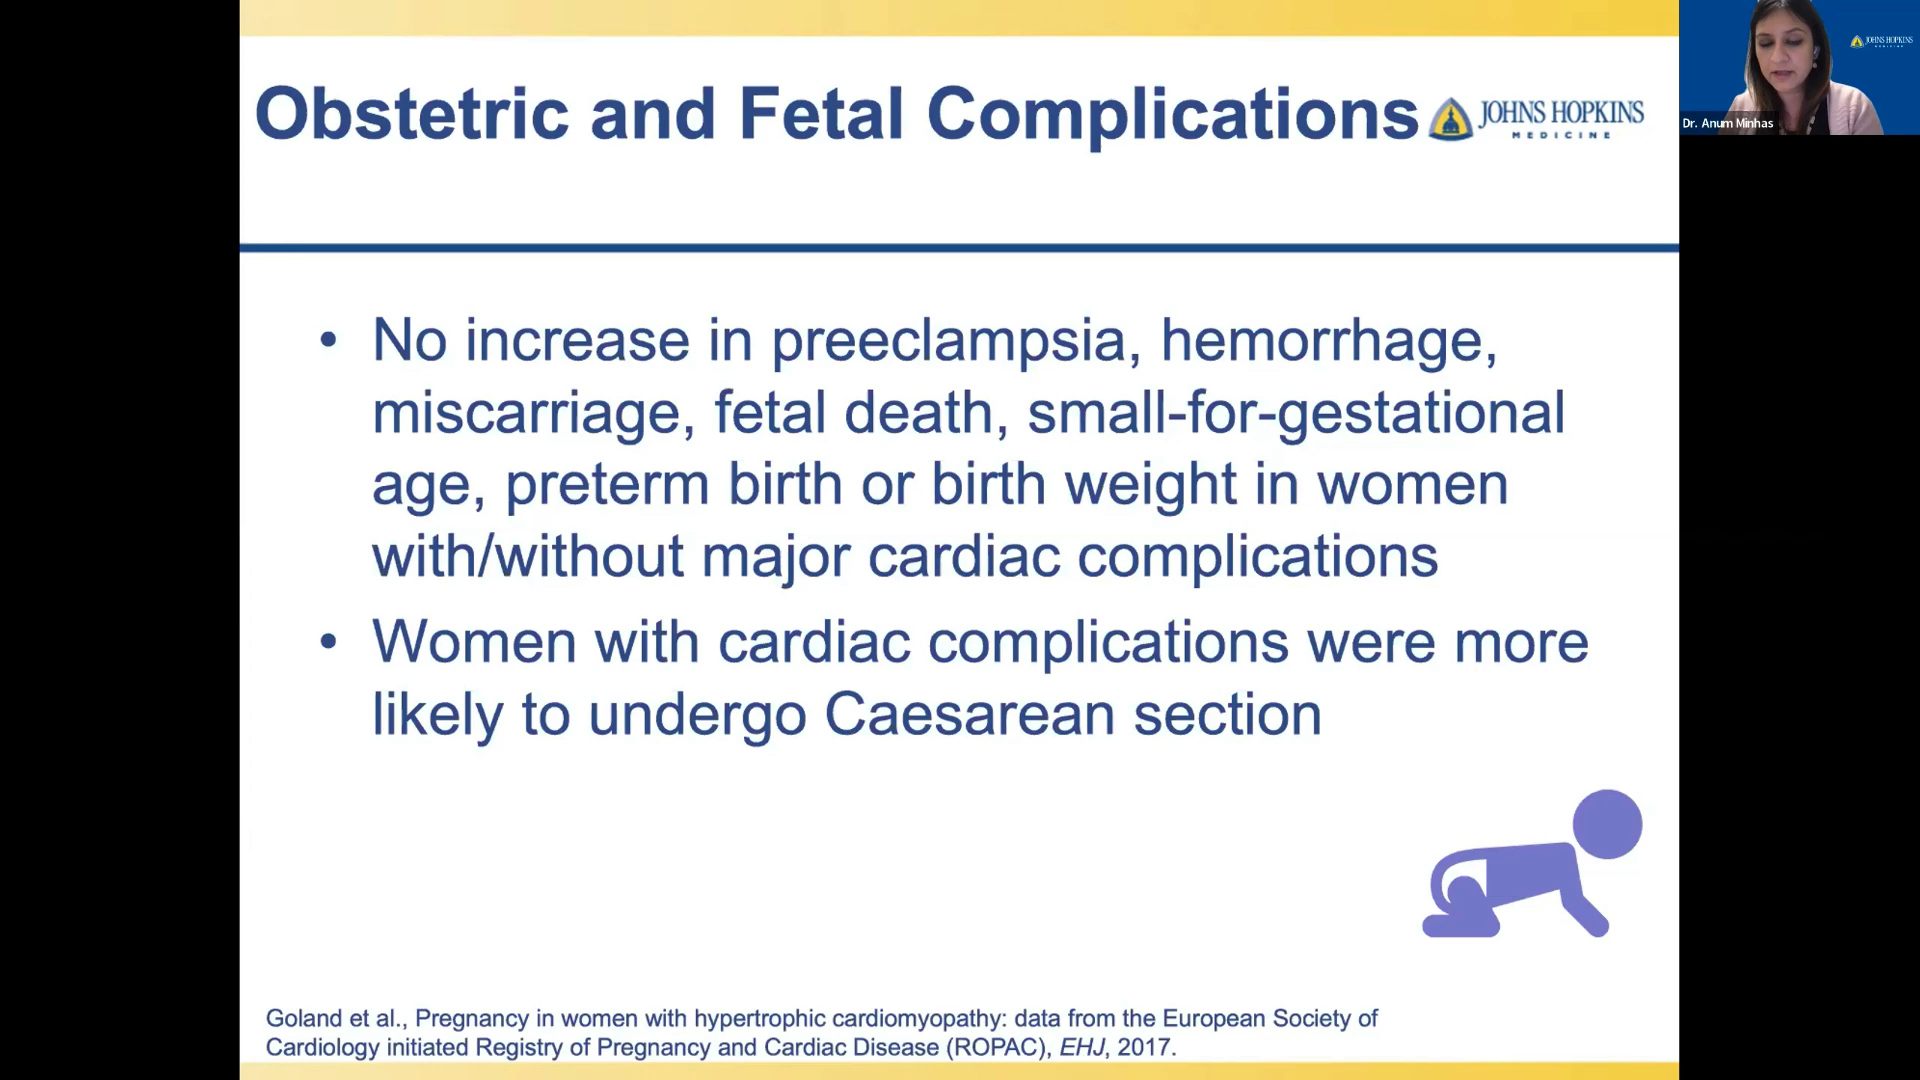 Obstetric and Fetal Complications
JOHNS HOPKINS
MEDICINE
JOHNS HOPKINS
MEDICINE
Dr. Anum Minhas
• No increase in preeclampsia, hemorrhage,
miscarriage, fetal death, small-for-gestational
age, preterm birth or birth weight in women
with/without major cardiac complications
• Women with cardiac complications were more
likely to undergo Caesarean section
Goland et al., Pregnancy in women with hypertrophic cardiomyopathy: data from the European Society of
Cardiology initiated Registry of Pregnancy and Cardiac Disease (ROPAC), EHJ, 2017.